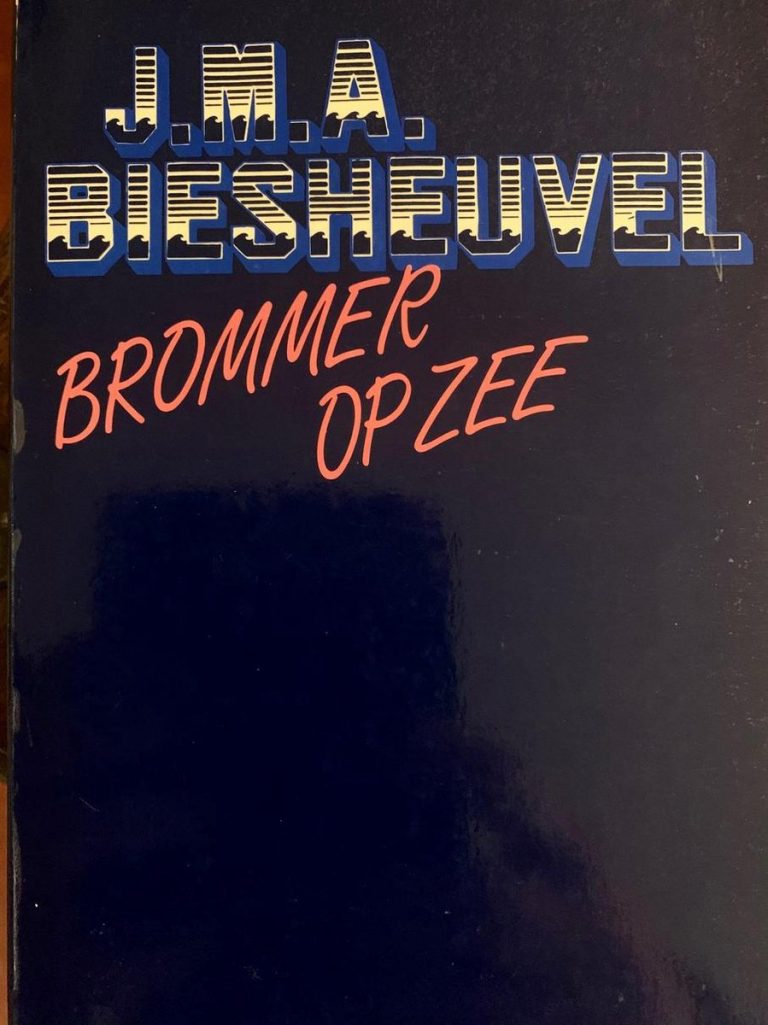 J.M.A.
BIESHEUVEL
BROMMER
OP ZEE